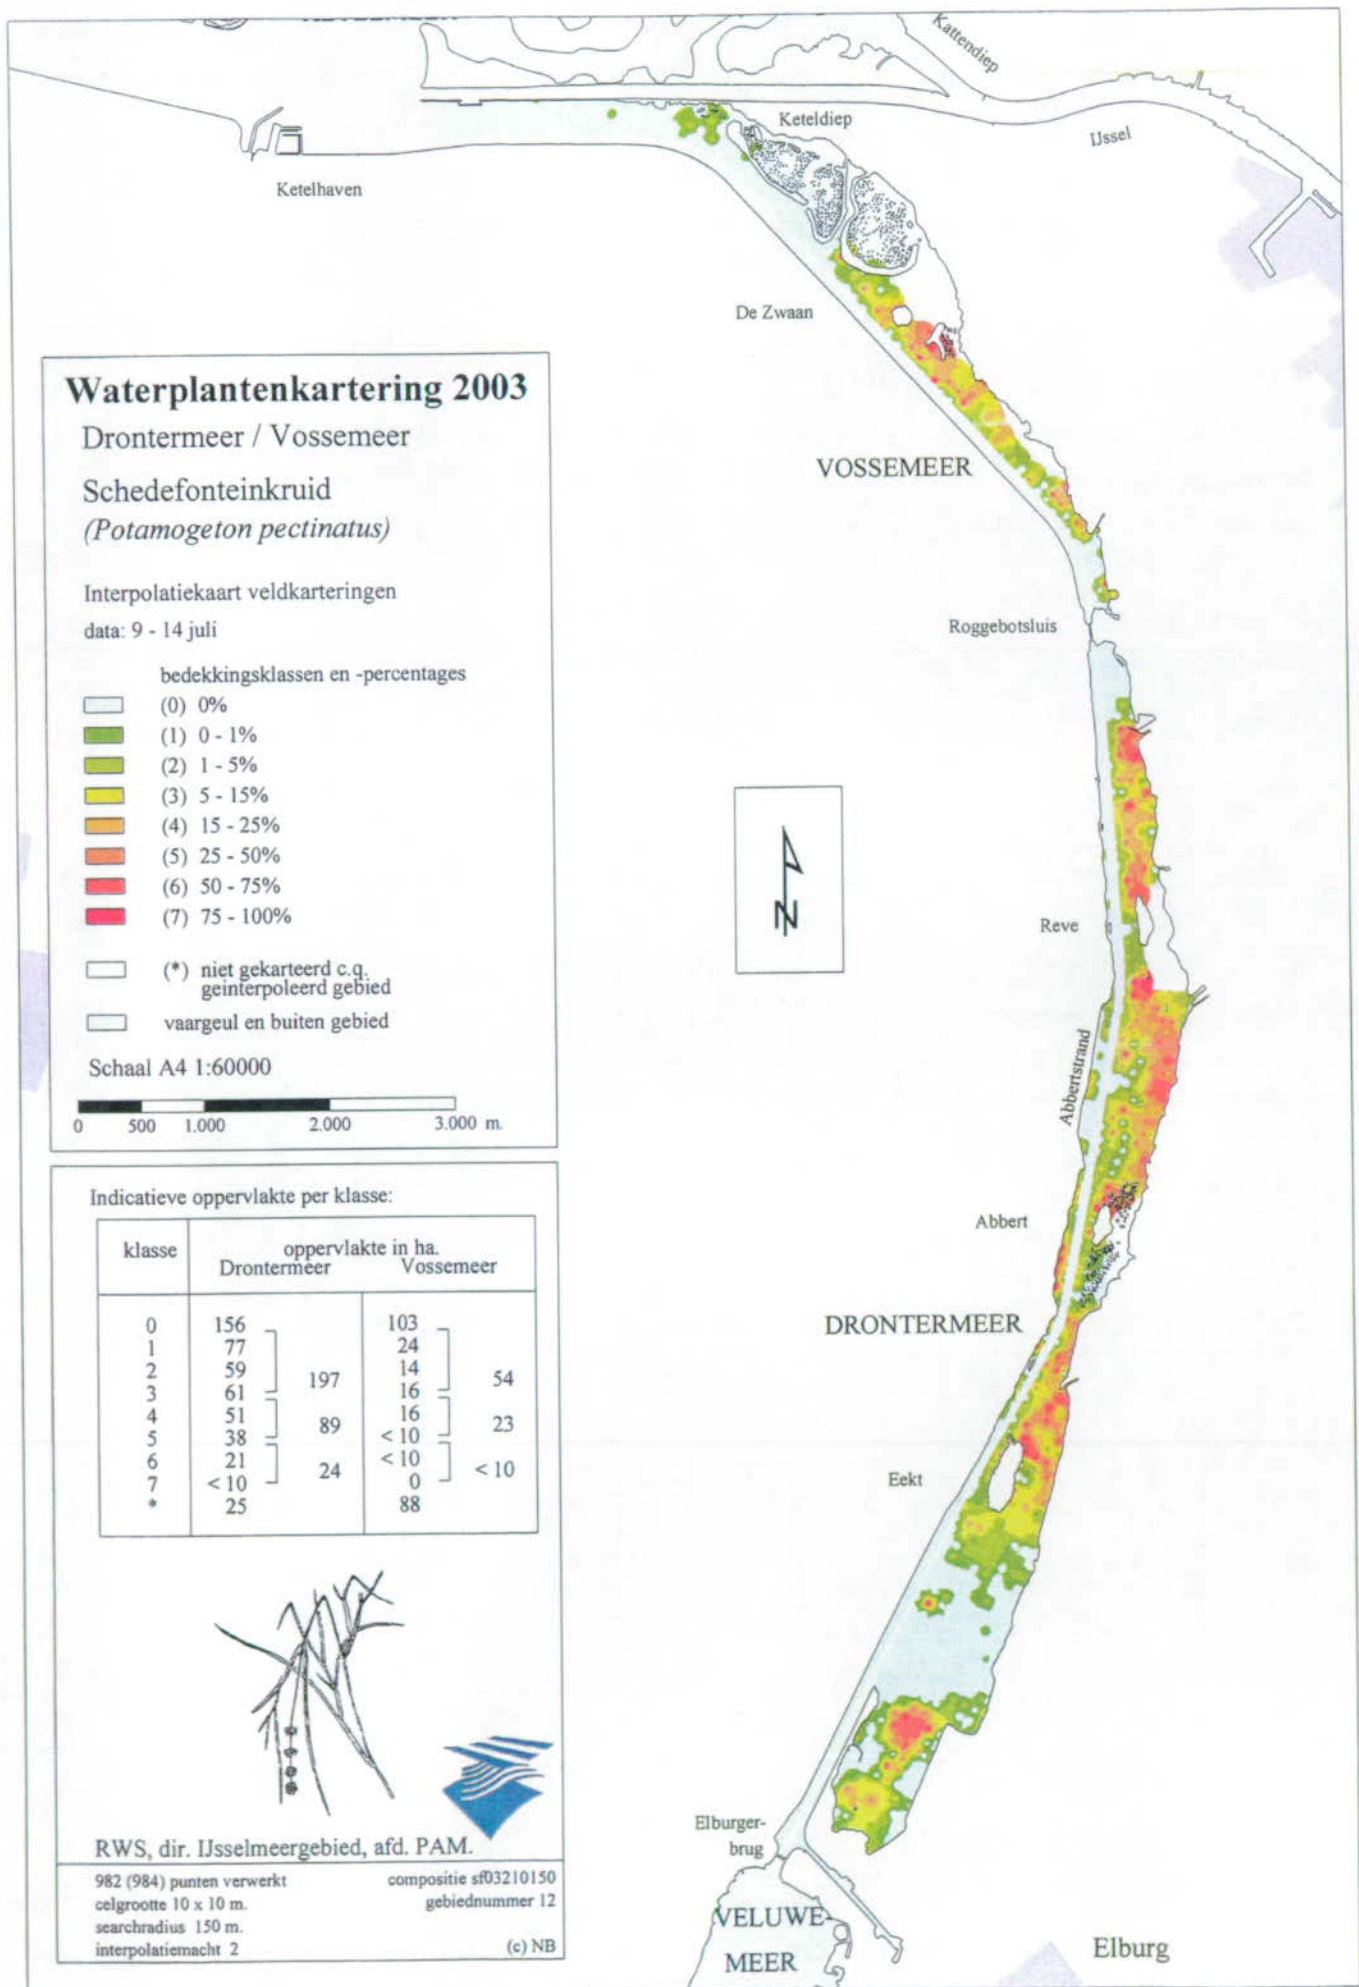 Kattendiep
Keteldiep
IJssel
Ketelhaven
De Zwaan
Waterplantenkartering 2003
Drontermeer / Vossemeer
Schedefonteinkruid
(Potamogeton pectinatus)
Interpolatiekaart veldkarteringen
data: 9 - 14 juli
bedekkingsklassen en -percentages
(0) 0%
(1) 0 - 1%
(2) 1 - 5%
(3) 5 - 15%
(4) 15 - 25%
(5) 25 - 50%
(6) 50 - 75%
(7) 75 - 100%
(*) niet gekarteerd c.q.
geinterpoleerd gebied
vaargeul en buiten gebied
Schaal A4 1:60000
0 500 1.000 2.000 3.000 m.
VOSSEMEER
Roggebotsluis
N
Reve
Abbertstrand
Abbert
DRONTERMEER
Eekt
Indicatieve oppervlakte per klasse:
klasse oppervlakte in ha.
Drontermeer Vossemeer
0 156 103
1 77 24
2 59 14
197 54
3 61 16
4 51 16
89 23
5 38 < 10
6 21 < 10
24 < 10
7 < 10 0
* 25 88
RWS, dir. IJsselmeergebied, afd. PAM.
982 (984) punten verwerkt compositie sf03210150
celgrootte 10 x 10 m. gebiednummer 12
searchradius 150 m.
interpolatiemacht 2 (c) NB
Elburger-
brug
VELUWE-
MEER
Elburg